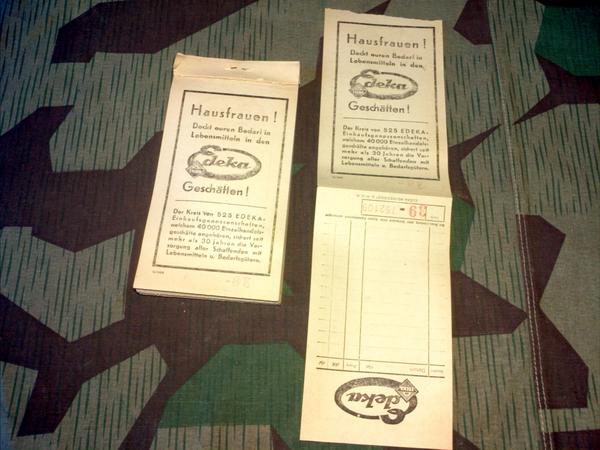 Hausfrauen !
Deckt euren Bedarf in
Lebensmitteln in den
Edeka
Geschäften !
Der Kreis von 525 EDEKA-
Einkaufsgenossenschaften,
welchem 40000 Einzelhandels-
geschäfte angehören, sichert seit
mehr als 30 Jahren die Ver-
sorgung aller Schaffenden mit
Lebensmitteln u. Bedarfsgütern.
Hausfrauen !
Deckt euren Bedarf in
Lebensmitteln in den
Edeka
Geschäften !
Der Kreis von 525 EDEKA-
Einkaufsgenossenschaften,
welchem 40000 Einzelhandels-
geschäfte angehören, sichert seit
mehr als 30 Jahren die Ver-
sorgung aller Schaffenden mit
Lebensmitteln u. Bedarfsgütern.
Edeka
Datum
39